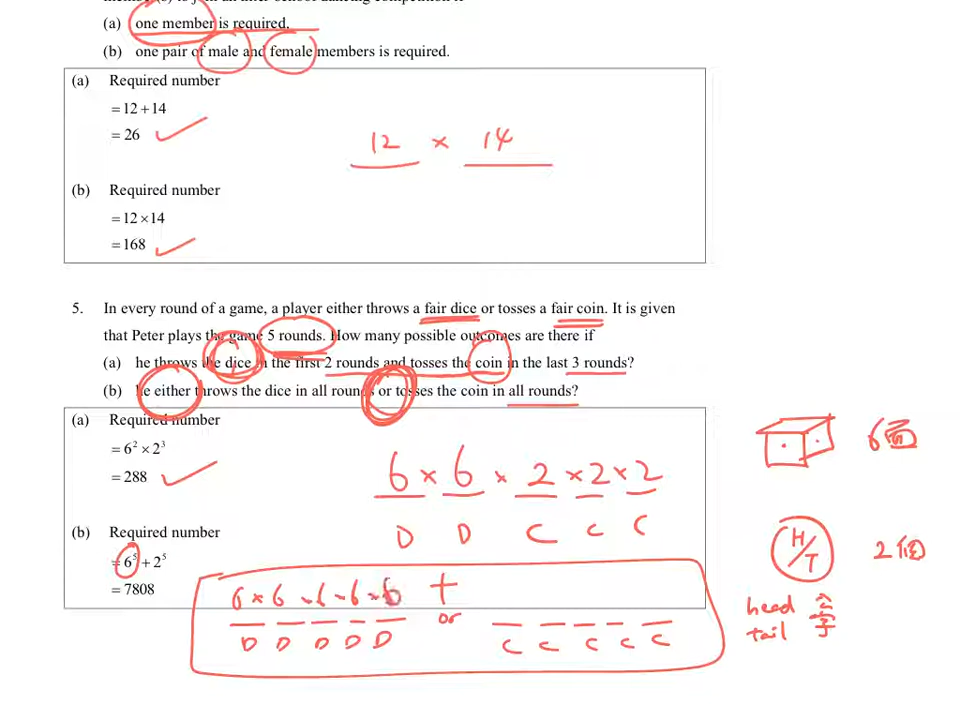 (a) one member is required.
(b) one pair of male and female members is required.
(a) Required number
= 12 + 14
= 26
12 × 14
(b) Required number
= 12 × 14
= 168
5. In every round of a game, a player either throws a fair dice or tosses a fair coin. It is given
that Peter plays the game 5 rounds. How many possible outcomes are there if
(a) he throws the dice in the first 2 rounds and tosses the coin in the last 3 rounds?
(b) he either throws the dice in all rounds or tosses the coin in all rounds?
(a) Required number
= 6² × 2³
= 288
6 × 6 × 2 × 2 × 2
D D C C C
6面
(b) Required number
= 6⁵ + 2⁵
= 7808
H/T
2個
6 × 6 × 6 × 6 × 6 +
or
D D D D D
C C C C C
head 公
tail 字